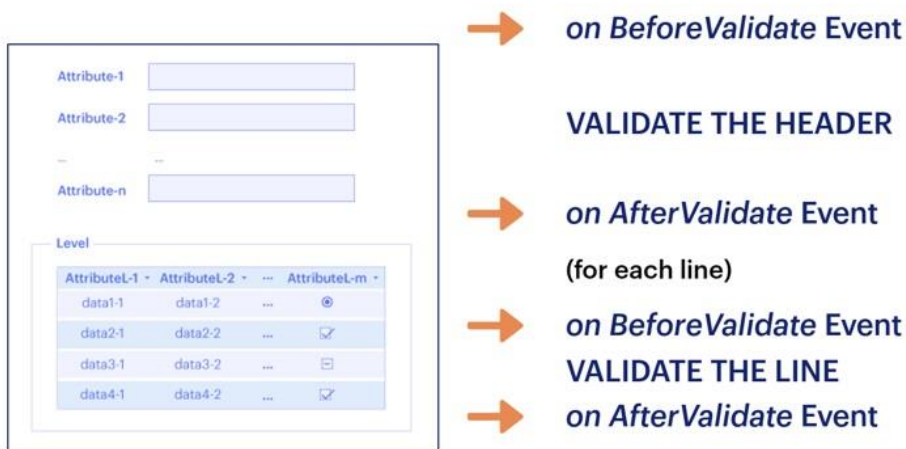 on BeforeValidate Event
Attribute-1
Attribute-2
VALIDATE THE HEADER
... ...
Attribute-n
on AfterValidate Event
Level
(for each line)
AttributeL-1 AttributeL-2 ... AttributeL-m
data1-1 data1-2 ...
data2-1 data2-2 ...
on BeforeValidate Event
data3-1 data3-2 ...
VALIDATE THE LINE
data4-1 data4-2 ...
on AfterValidate Event